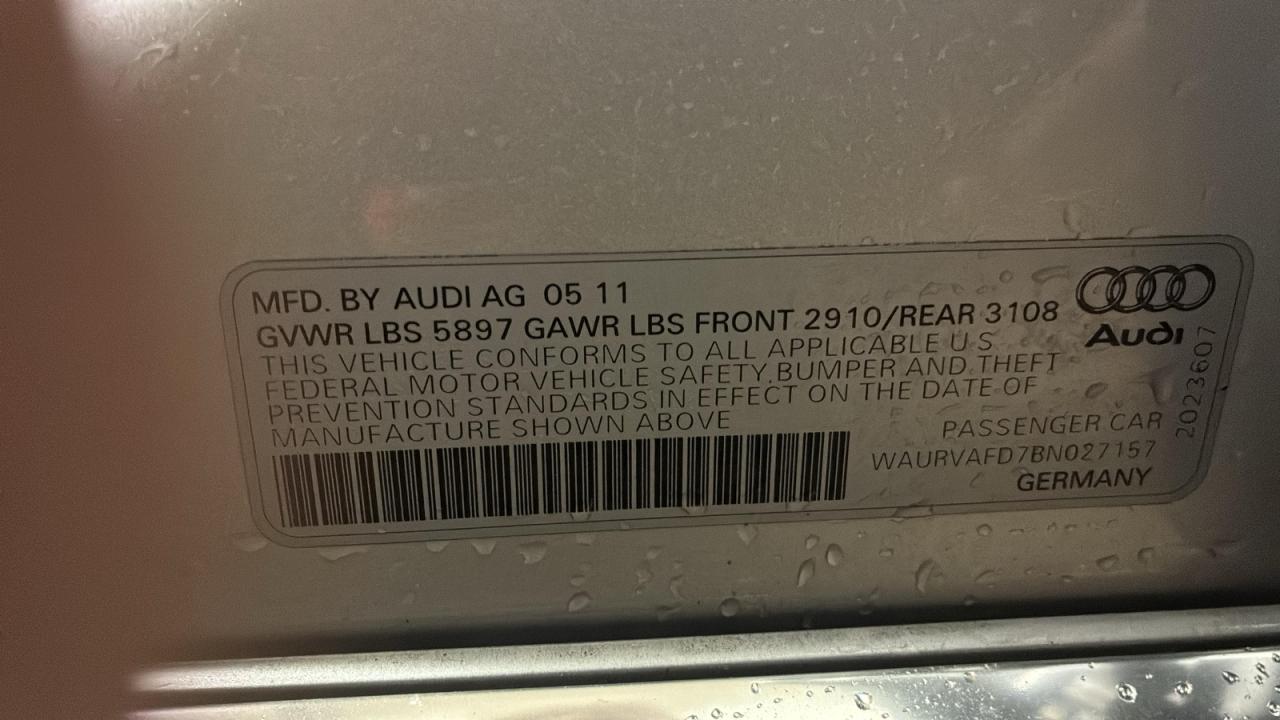 MFD. BY AUDI AG 05 11
GVWR LBS 5897 GAWR LBS FRONT 2910/REAR 3108
THIS VEHICLE CONFORMS TO ALL APPLICABLE U S
FEDERAL MOTOR VEHICLE SAFETY,BUMPER AND THEFT
PREVENTION STANDARDS IN EFFECT ON THE DATE OF
MANUFACTURE SHOWN ABOVE
Audi
2023607
PASSENGER CAR
WAURVAFD7BN027157
GERMANY